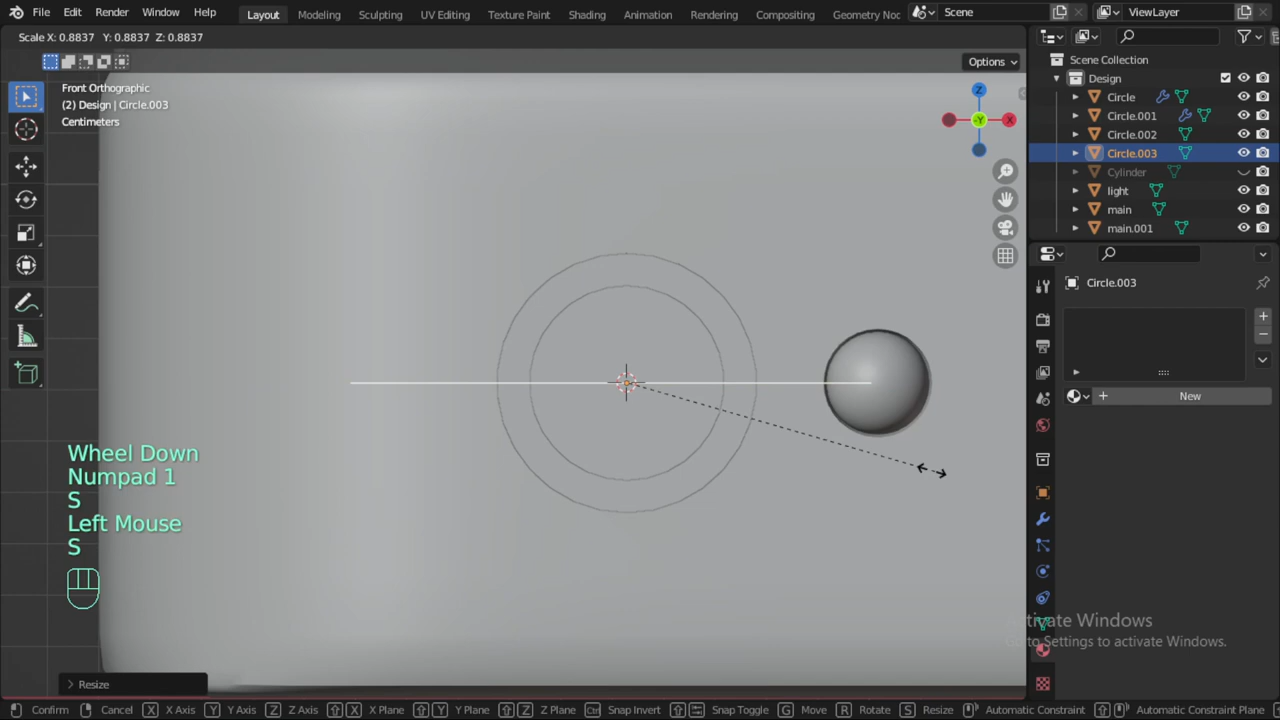 File Edit Render Window Help Layout Modeling Sculpting UV Editing Texture Paint Shading Animation Rendering Compositing Geometry Noc Scene ViewLayer
Scale X: 0.8837 Y: 0.8837 Z: 0.8837
Options
Front Orthographic
(2) Design | Circle.003
Centimeters
Z
-Y
X
Scene Collection
Design
Circle
Circle.001
Circle.002
Circle.003
Cylinder
light
main
main.001
Circle.003
New
Wheel Down
Numpad 1
S
Left Mouse
S
Activate Windows
Go to Settings to activate Windows.
Resize
Confirm Cancel X X Axis Y Y Axis Z Z Axis X X Plane Y Y Plane Z Z Plane Ctrl Snap Invert Snap Toggle G Move R Rotate S Resize Automatic Constraint Automatic Constraint Plane